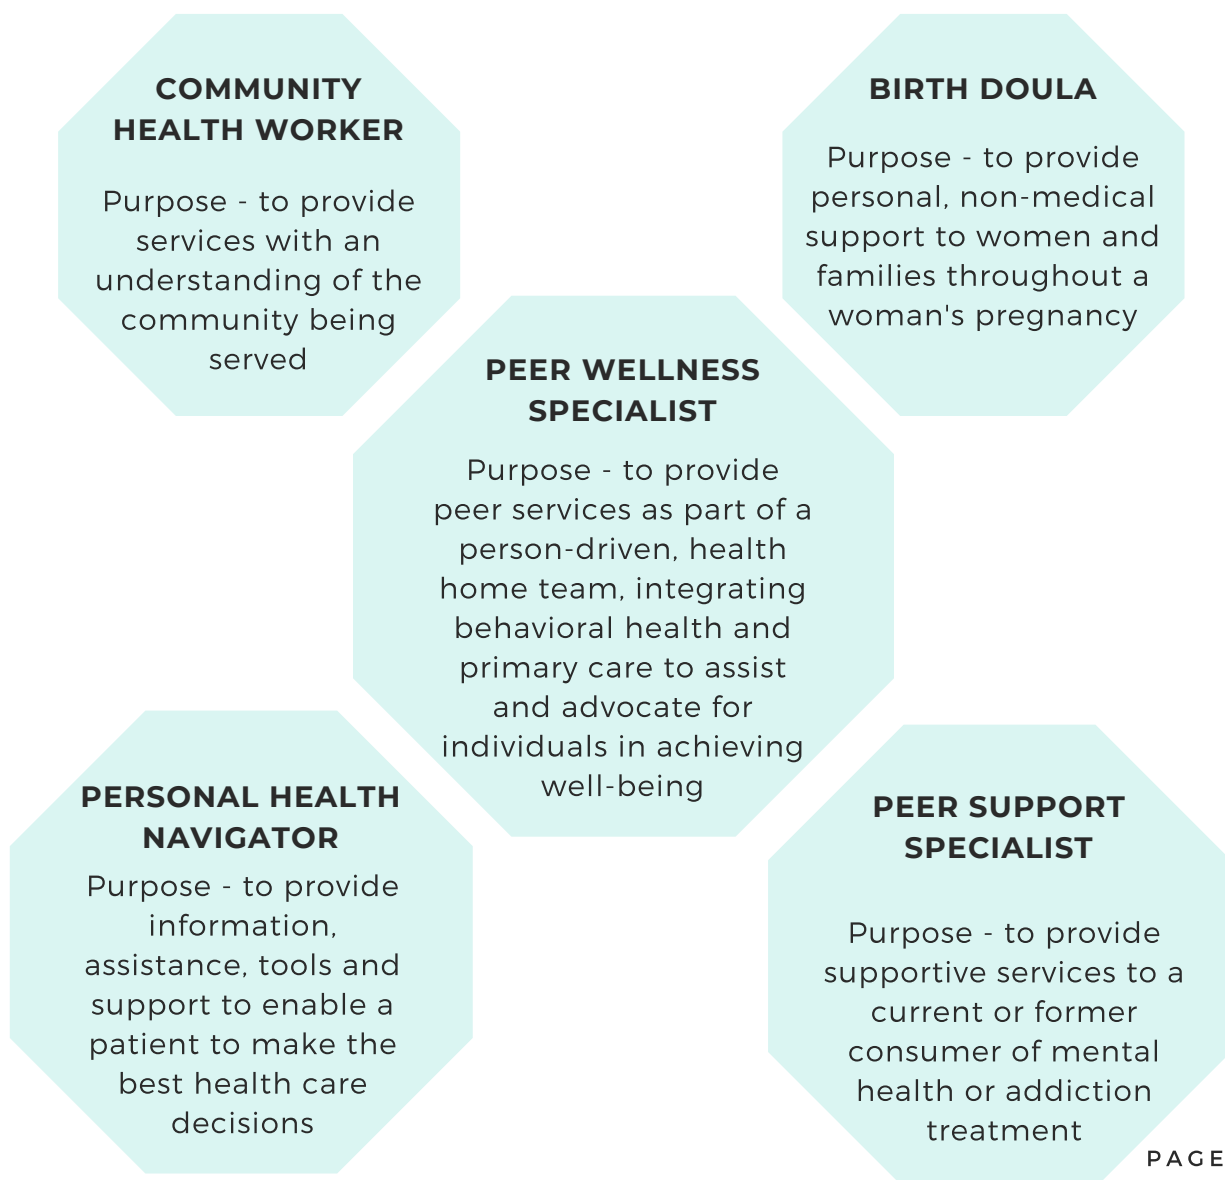 COMMUNITY
HEALTH WORKER
Purpose - to provide
services with an
understanding of the
community being
served
BIRTH DOULA
Purpose - to provide
personal, non-medical
support to women and
families throughout a
woman's pregnancy
PEER WELLNESS
SPECIALIST
Purpose - to provide
peer services as part of a
person-driven, health
home team, integrating
behavioral health and
primary care to assist
and advocate for
individuals in achieving
well-being
PERSONAL HEALTH
NAVIGATOR
Purpose - to provide
information,
assistance, tools and
support to enable a
patient to make the
best health care
decisions
PEER SUPPORT
SPECIALIST
Purpose - to provide
supportive services to a
current or former
consumer of mental
health or addiction
treatment
PAGE